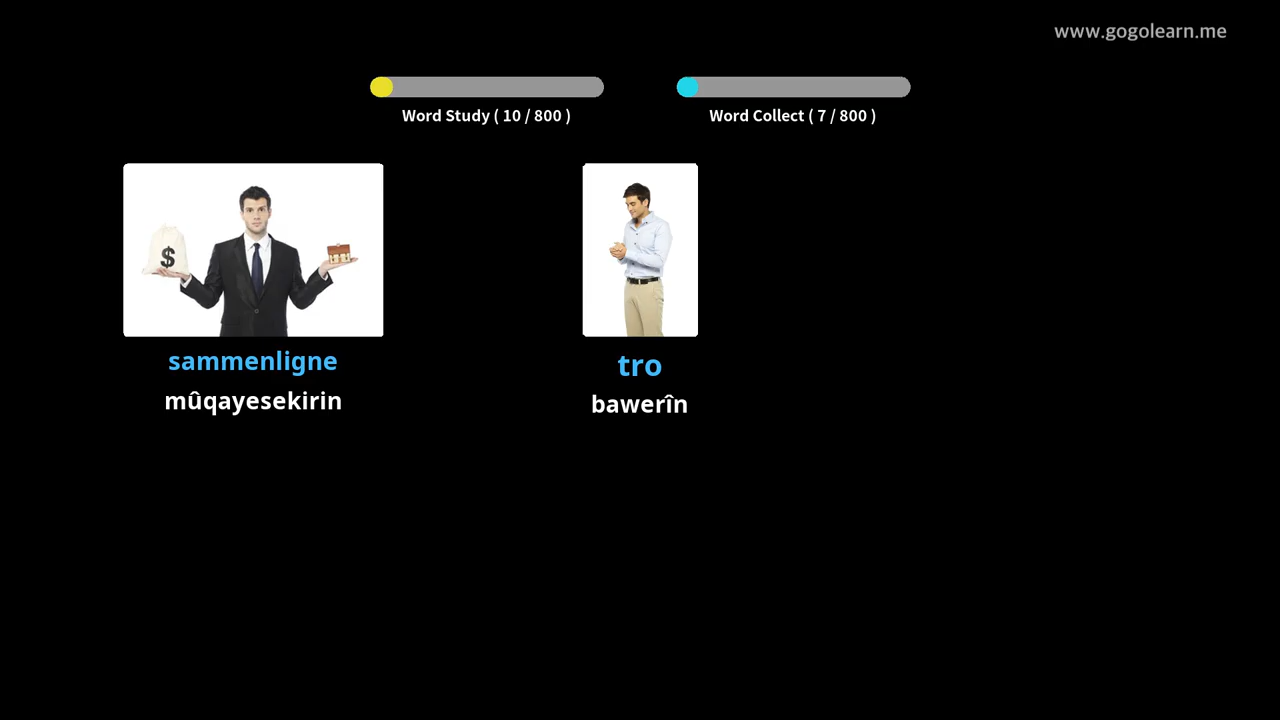 www.gogolearn.me
Word Study ( 10 / 800 )
Word Collect ( 7 / 800 )
$
sammenligne
mûqayesekirin
tro
bawerîn